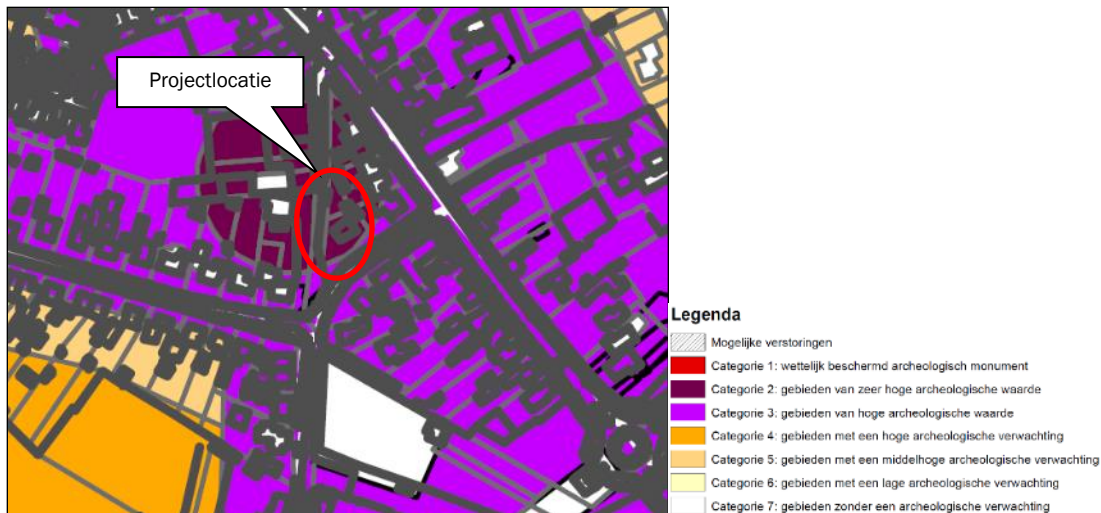 Projectlocatie
Legenda
Mogelijke verstoringen
Categorie 1: wettelijk beschermd archeologisch monument
Categorie 2: gebieden van zeer hoge archeologische waarde
Categorie 3: gebieden van hoge archeologische waarde
Categorie 4: gebieden met een hoge archeologische verwachting
Categorie 5: gebieden met een middelhoge archeologische verwachting
Categorie 6: gebieden met een lage archeologische verwachting
Categorie 7: gebieden zonder een archeologische verwachting